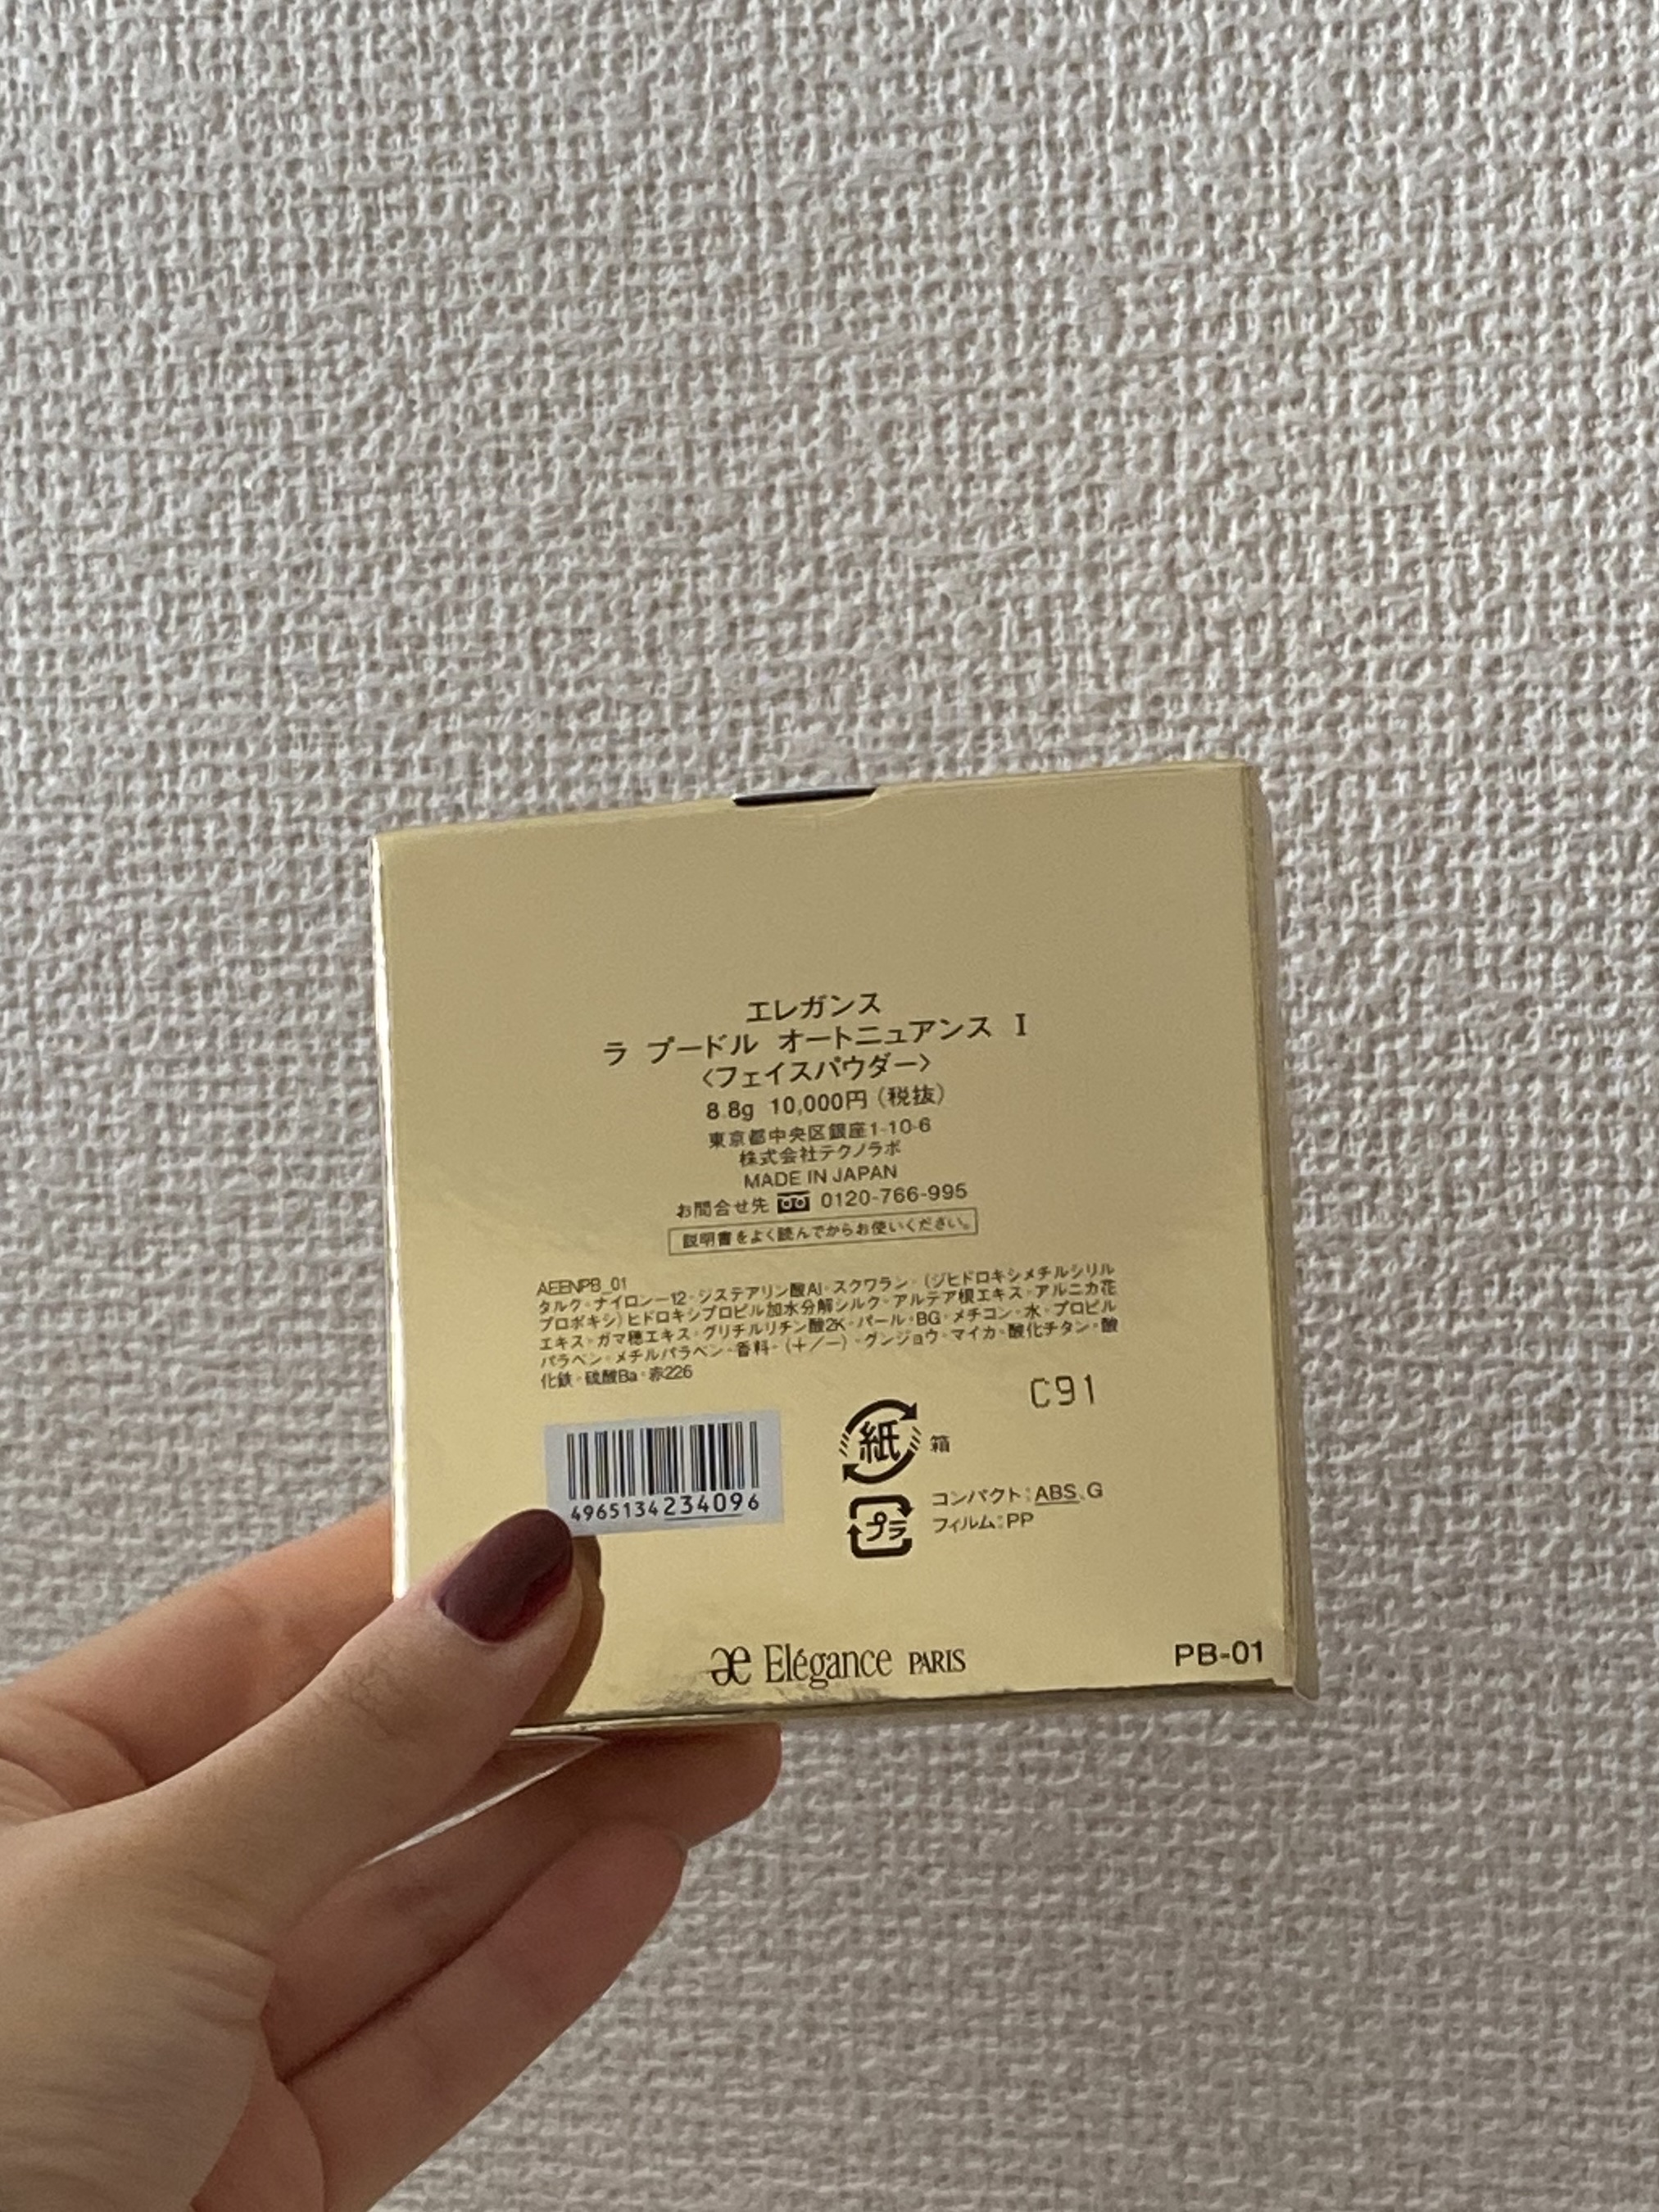 エレガンス
ラ プードル オートニュアンス Ⅰ
〈フェイスパウダー〉
8.8g 10,000円(税抜)
東京都中央区銀座1-10-6
株式会社テクノラボ
MADE IN JAPAN
お問合せ先 0120-766-995
説明書をよく読んでからお使いください。
AEENPB_01
タルク・ナイロン-12・ジステアリン酸Al・スクワラン・(ジヒドロキシメチルシリル
プロポキシ)ヒドロキシプロピル加水分解シルク・アルテア根エキス・アルニカ花
エキス・ガマ穂エキス・グリチルリチン酸2K・パール・BG・メチコン・水・プロピル
パラベン・メチルパラベン・香料・(+/-)・グンジョウ・マイカ・酸化チタン・酸
化鉄・硫酸Ba・赤226
C91
4965134234096
紙 箱
プラ
コンパクト:ABS、G
フィルム:PP
æ Elégance PARIS
PB-01